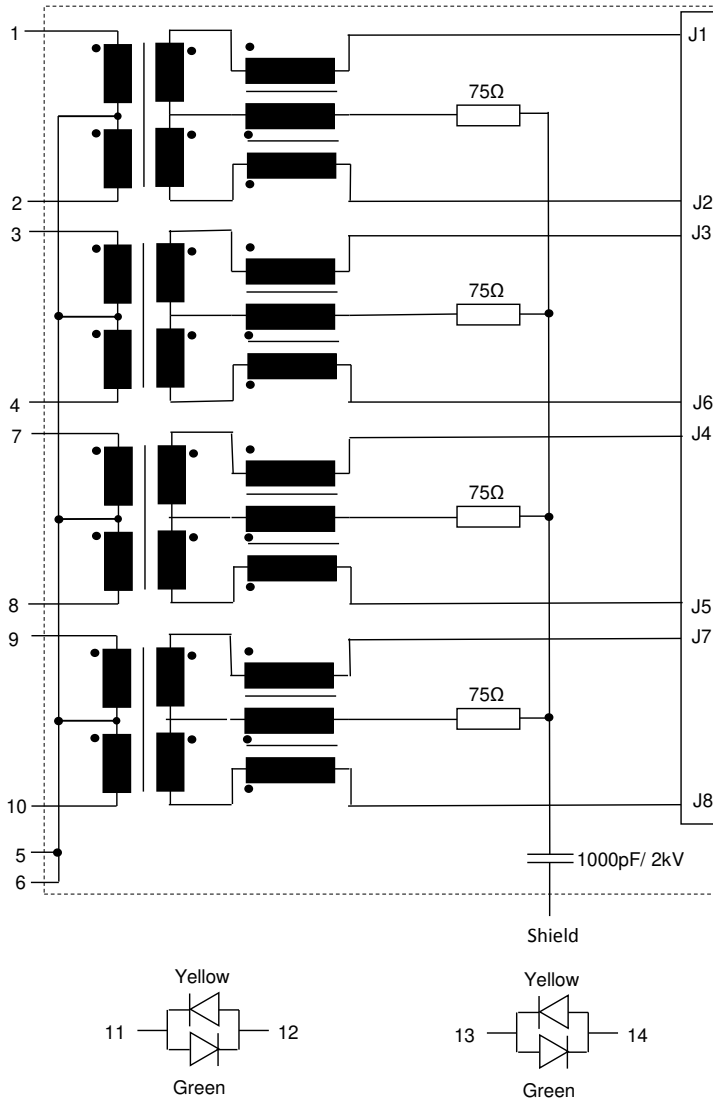 1
J1
75Ω
2
J2
3
J3
75Ω
4
J6
7
J4
75Ω
8
J5
9
J7
75Ω
10
J8
5
1000pF/ 2kV
6
Shield
Yellow
11
12
Green
Yellow
13
14
Green